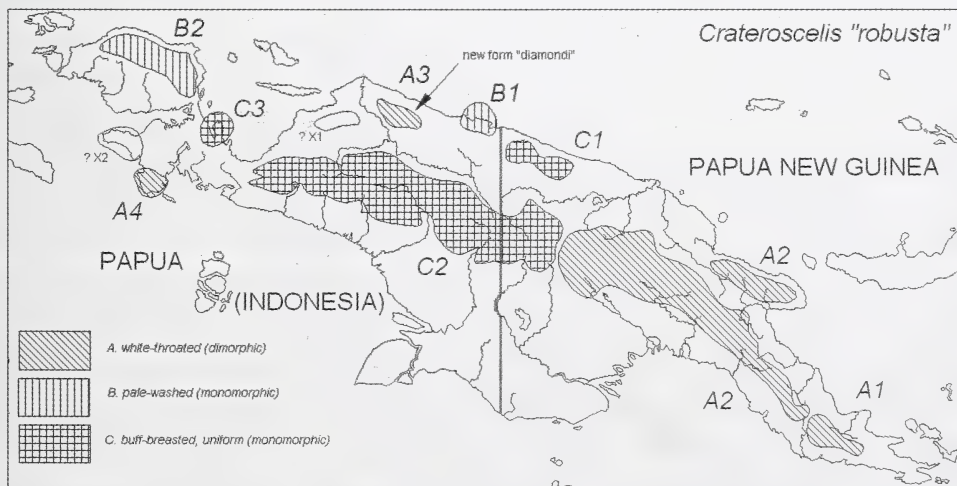 B2
Crateroscelis "robusta"
new form "diamondi"
A3
B1
C3
? X1
C1
? X2
PAPUA NEW GUINEA
A4
A2
PAPUA
C2
(INDONESIA)
A. white-throated (dimorphic)
B. pale-washed (monomorphic)
A2
A1
C. buff-breasted, uniform (monomorphic)